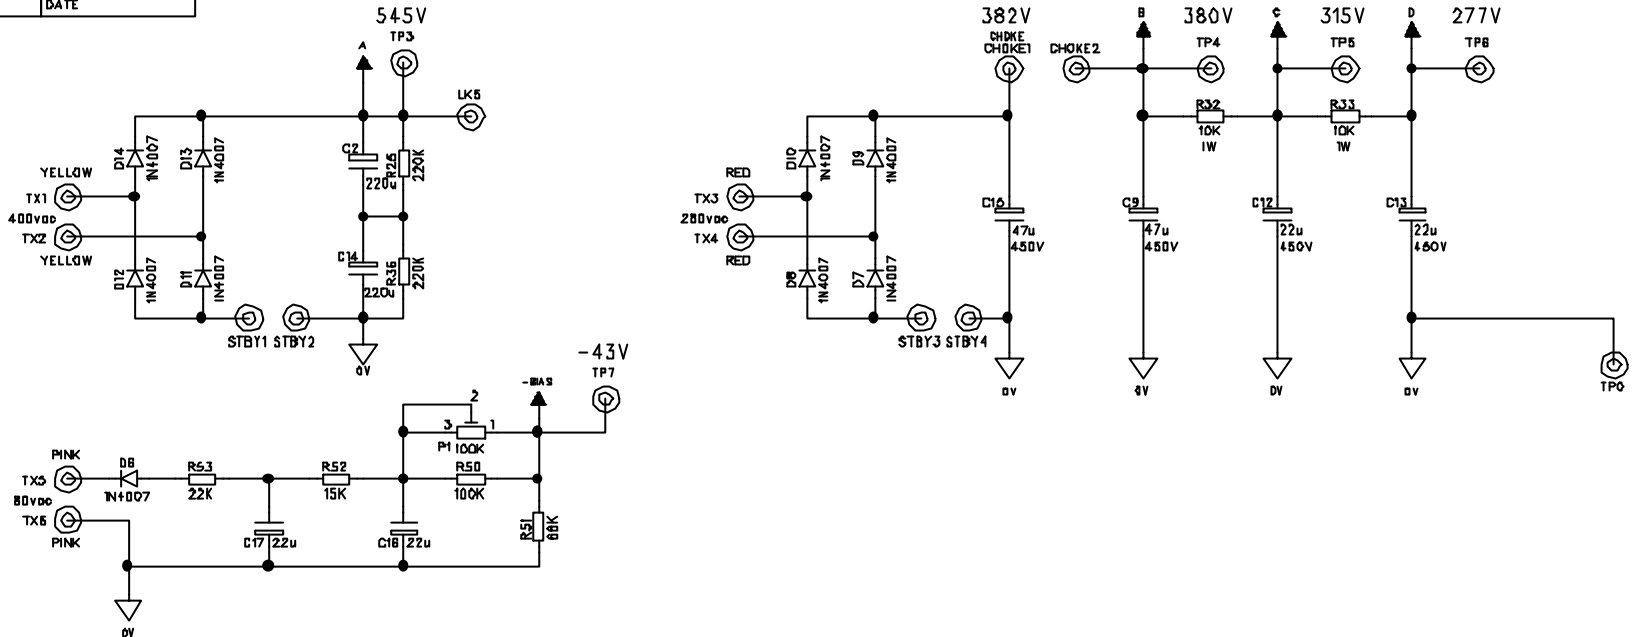 DATE
545V
TP3
A
LK5
D14
1N4007
D13
1N4007
C2
220u
R26
220K
YELLOW
TX1
400vac
TX2
YELLOW
D12
1N4007
D11
1N4007
C14
220u
R36
220K
STBY1
STBY2
0V
382V
CHOKE
CHOKE1
CHOKE2
B
380V
TP4
C
315V
TP5
D
277V
TP6
R32
10K
1W
R33
10K
1W
D10
1N4007
D9
1N4007
RED
TX3
280vac
TX4
RED
D8
1N4007
D7
1N4007
STBY3
STBY4
C15
47u
450V
C9
47u
450V
C12
22u
450V
C13
22u
450V
0V
0V
0V
0V
TP0
-43V
TP7
-BIAS
2
3
1
P1
100K
PINK
TX5
80vac
TX6
PINK
D6
1N4007
R53
22K
R52
15K
R50
100K
C17
22u
C18
22u
R51
68K
0V